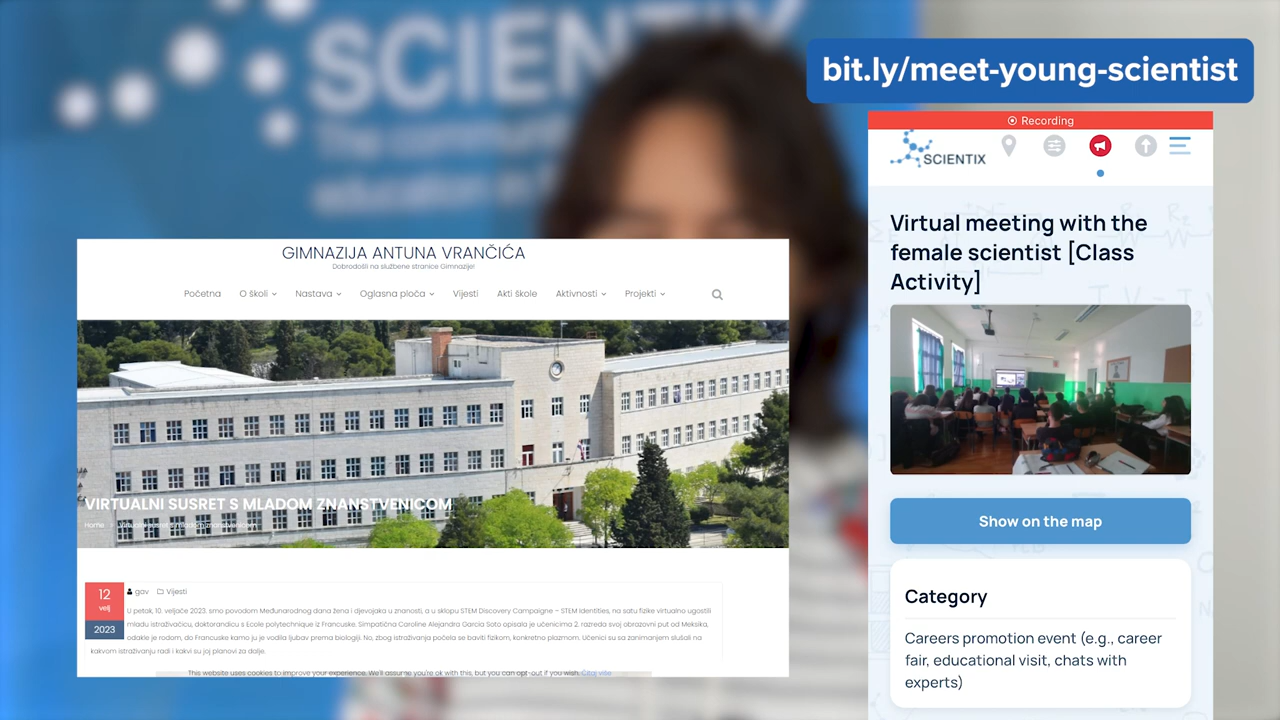 SCIENTIX
bit.ly/meet-young-scientist
Recording
SCIENTIX
Virtual meeting with the
female scientist [Class
Activity]
Show on the map
Category
Careers promotion event (e.g., career
fair, educational visit, chats with
experts)
GIMNAZIJA ANTUNA VRANČIĆA
Dobrodošli na službene stranice Gimnazije!
Početna O školi Nastava Oglasna ploča Vijesti Akti škole Aktivnosti Projekti
VIRTUALNI SUSRET S MLADOM ZNANSTVENICOM
Home Virtualni susret s mladom znanstvenicom
12
velj
2023
gav Vijesti
U petak, 10. veljače 2023. smo povodom Međunarodnog dana žena i djevojaka u znanosti, a u sklopu STEM Discovery Campaigne – STEM Identities, na satu fizike virtualno ugostili
mladu istraživačicu, doktorandicu s Ecole polytechnique iz Francuske. Simpatična Caroline Alejandra Garcia Soto opisala je učenicima 2. razreda svoj obrazovni put od Meksika,
odakle je rodom, do Francuske kamo ju je vodila ljubav prema biologiji. No, zbog istraživanja počela se baviti fizikom, konkretno plazmom. Učenici su sa zanimanjem slušali na
kakvom istraživanju radi i kakvi su joj planovi za dalje.
This website uses cookies to improve your experience. We'll assume you're ok with this, but you can opt-out if you wish. Čitaj više